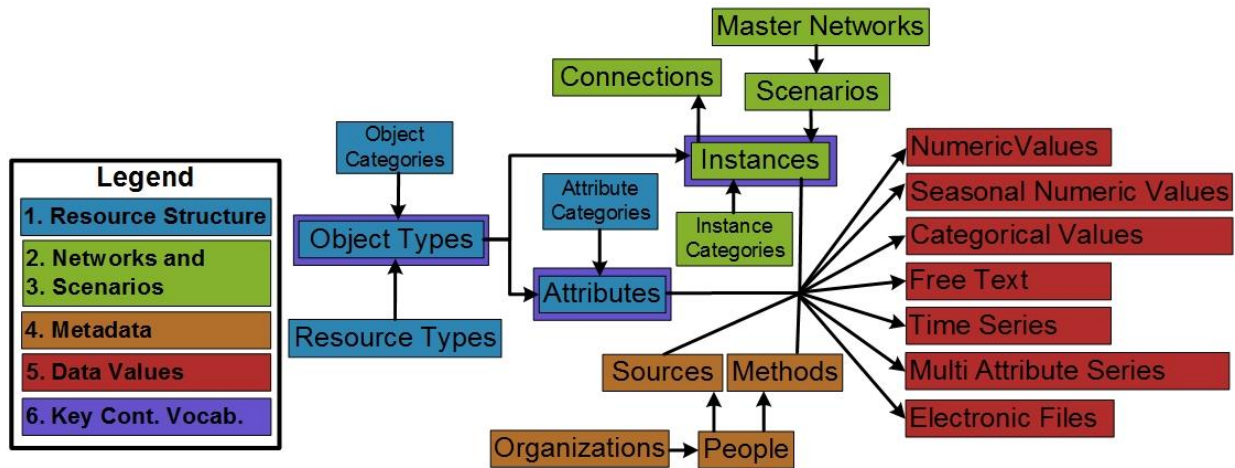 Master Networks
Connections
Scenarios
Object
Categories
Instances
NumericValues
Legend
Attribute
Categories
Seasonal Numeric Values
1. Resource Structure
Instance
Categories
Categorical Values
Object Types
2. Networks and
3. Scenarios
Free Text
Attributes
4. Metadata
Resource Types
Time Series
5. Data Values
Sources
Methods
Multi Attribute Series
6. Key Cont. Vocab.
Electronic Files
Organizations
People